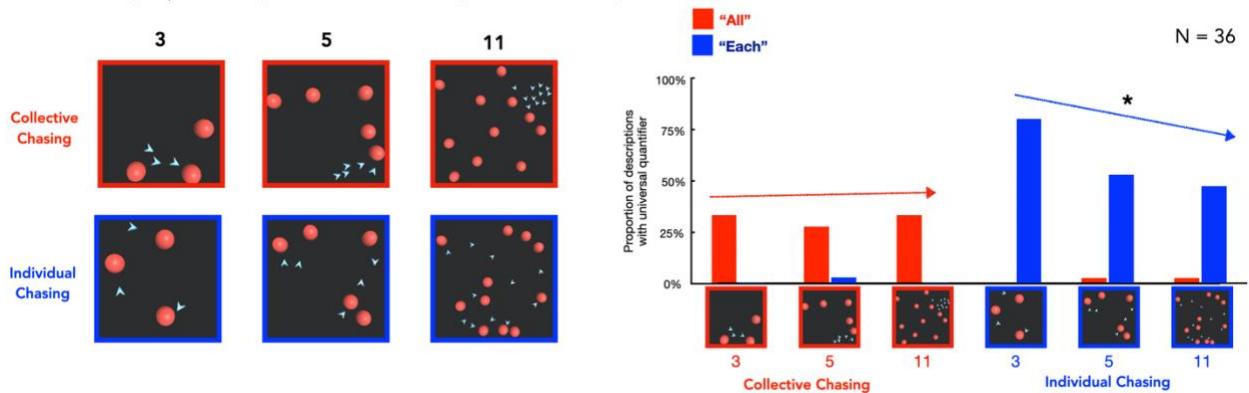 3 5 11
Collective
Chasing
Individual
Chasing
"All"
"Each"
N = 36
Proportion of descriptions
with universal quantifier
100%
75%
50%
25%
0%
*
3 5 11 3 5 11
Collective Chasing Individual Chasing